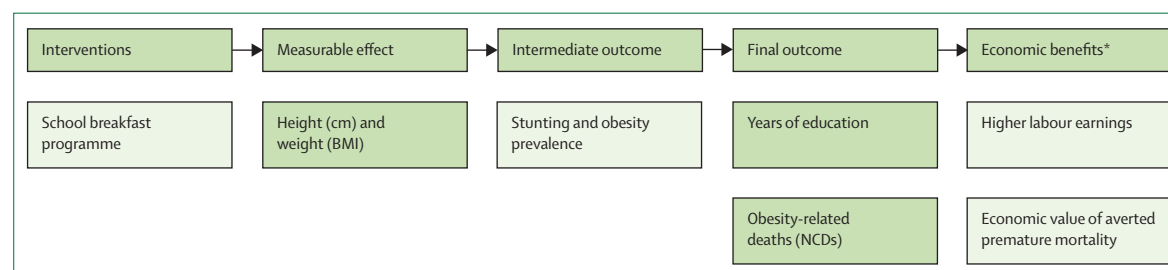 Interventions
Measurable effect
Intermediate outcome
Final outcome
Economic benefits*
School breakfast
programme
Height (cm) and
weight (BMI)
Stunting and obesity
prevalence
Years of education
Higher labour earnings
Obesity-related
deaths (NCDs)
Economic value of averted
premature mortality